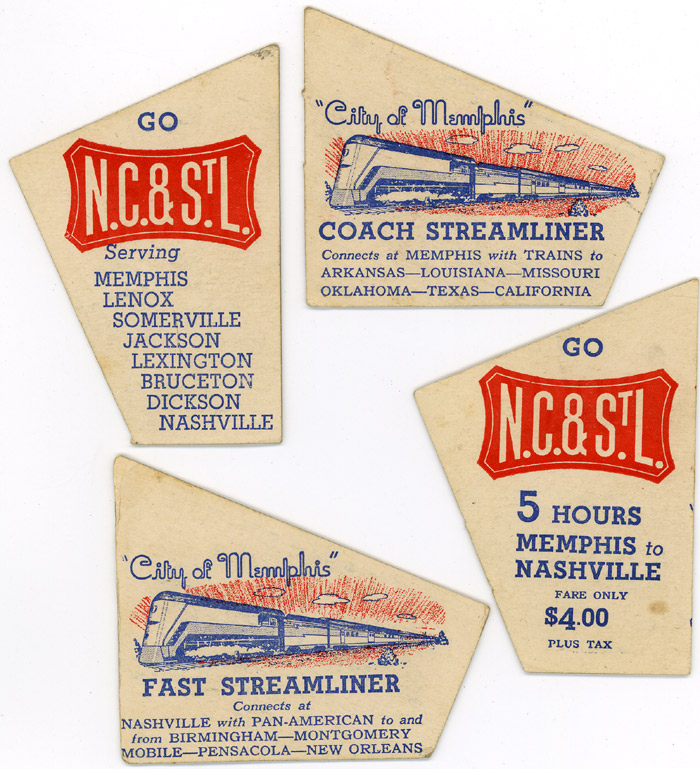 GO
N.C. & ST. L.
Serving
MEMPHIS
LENOX
SOMERVILLE
JACKSON
LEXINGTON
BRUCETON
DICKSON
NASHVILLE
"City of Memphis"
COACH STREAMLINER
Connects at MEMPHIS with TRAINS to
ARKANSAS—LOUISIANA—MISSOURI
OKLAHOMA—TEXAS—CALIFORNIA
GO
N.C. & ST. L.
5 HOURS
MEMPHIS to
NASHVILLE
FARE ONLY
$4.00
PLUS TAX
"City of Memphis"
FAST STREAMLINER
Connects at
NASHVILLE with PAN-AMERICAN to and
from BIRMINGHAM—MONTGOMERY
MOBILE—PENSACOLA—NEW ORLEANS